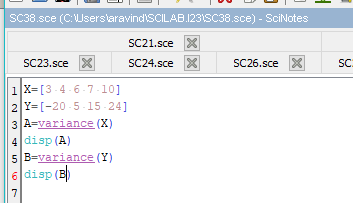 SC38.sce (C:\Users\aravind\SCILAB.I23\SC38.sce) - SciNotes
SC21.sce
SC23.sce SC24.sce SC26.sce
1 X=[3 4 6 7 10]
2 Y=[-20 5 15 24]
3 A=variance(X)
4 disp(A)
5 B=variance(Y)
6 disp(B)
7